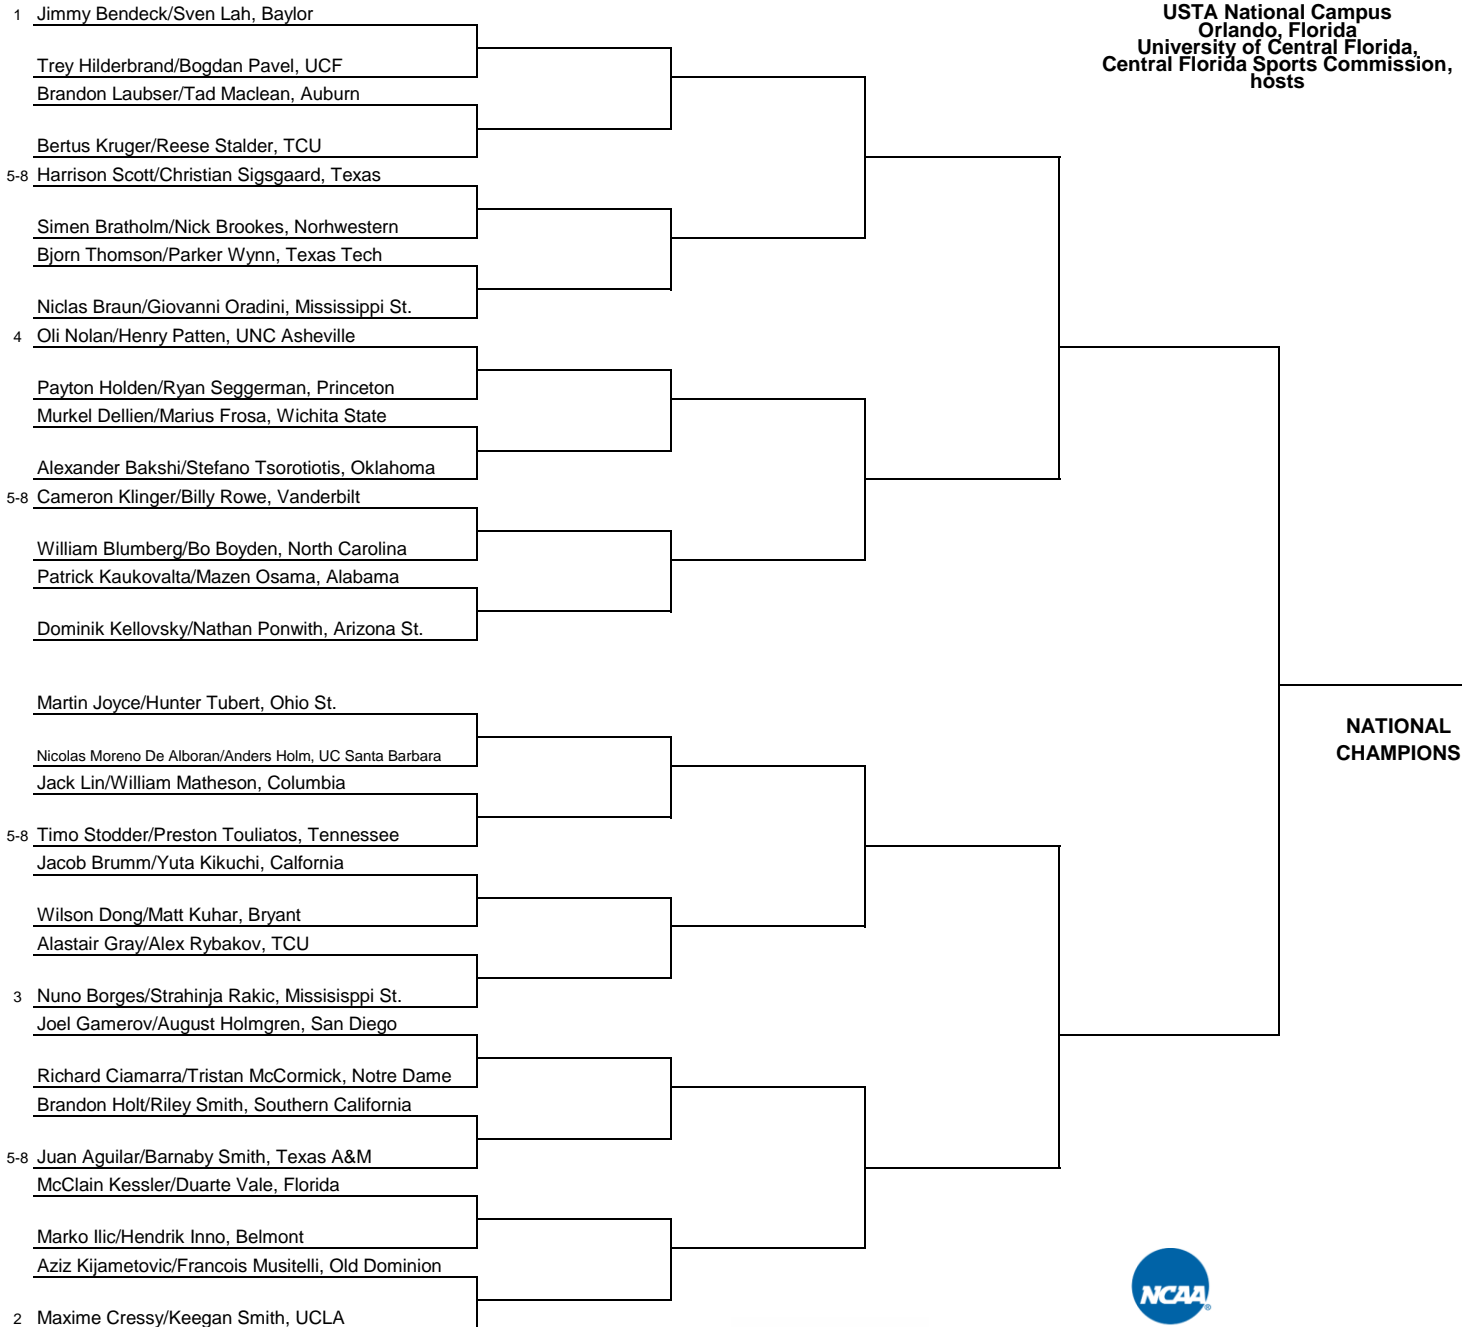 1 Jimmy Bendeck/Sven Lah, Baylor
USTA National Campus
Orlando, Florida
University of Central Florida,
Central Florida Sports Commission,
hosts
Trey Hilderbrand/Bogdan Pavel, UCF
Brandon Laubser/Tad Maclean, Auburn
Bertus Kruger/Reese Stalder, TCU
5-8 Harrison Scott/Christian Sigsgaard, Texas
Simen Bratholm/Nick Brookes, Norhwestern
Bjorn Thomson/Parker Wynn, Texas Tech
Niclas Braun/Giovanni Oradini, Mississippi St.
4 Oli Nolan/Henry Patten, UNC Asheville
Payton Holden/Ryan Seggerman, Princeton
Murkel Dellien/Marius Frosa, Wichita State
Alexander Bakshi/Stefano Tsorotiotis, Oklahoma
5-8 Cameron Klinger/Billy Rowe, Vanderbilt
William Blumberg/Bo Boyden, North Carolina
Patrick Kaukovalta/Mazen Osama, Alabama
Dominik Kellovsky/Nathan Ponwith, Arizona St.
Martin Joyce/Hunter Tubert, Ohio St.
NATIONAL
CHAMPIONS
Nicolas Moreno De Alboran/Anders Holm, UC Santa Barbara
Jack Lin/William Matheson, Columbia
5-8 Timo Stodder/Preston Touliatos, Tennessee
Jacob Brumm/Yuta Kikuchi, Calfornia
Wilson Dong/Matt Kuhar, Bryant
Alastair Gray/Alex Rybakov, TCU
3 Nuno Borges/Strahinja Rakic, Missisisppi St.
Joel Gamerov/August Holmgren, San Diego
Richard Ciamarra/Tristan McCormick, Notre Dame
Brandon Holt/Riley Smith, Southern California
5-8 Juan Aguilar/Barnaby Smith, Texas A&M
McClain Kessler/Duarte Vale, Florida
Marko Ilic/Hendrik Inno, Belmont
Aziz Kijametovic/Francois Musitelli, Old Dominion
2 Maxime Cressy/Keegan Smith, UCLA
NCAA®